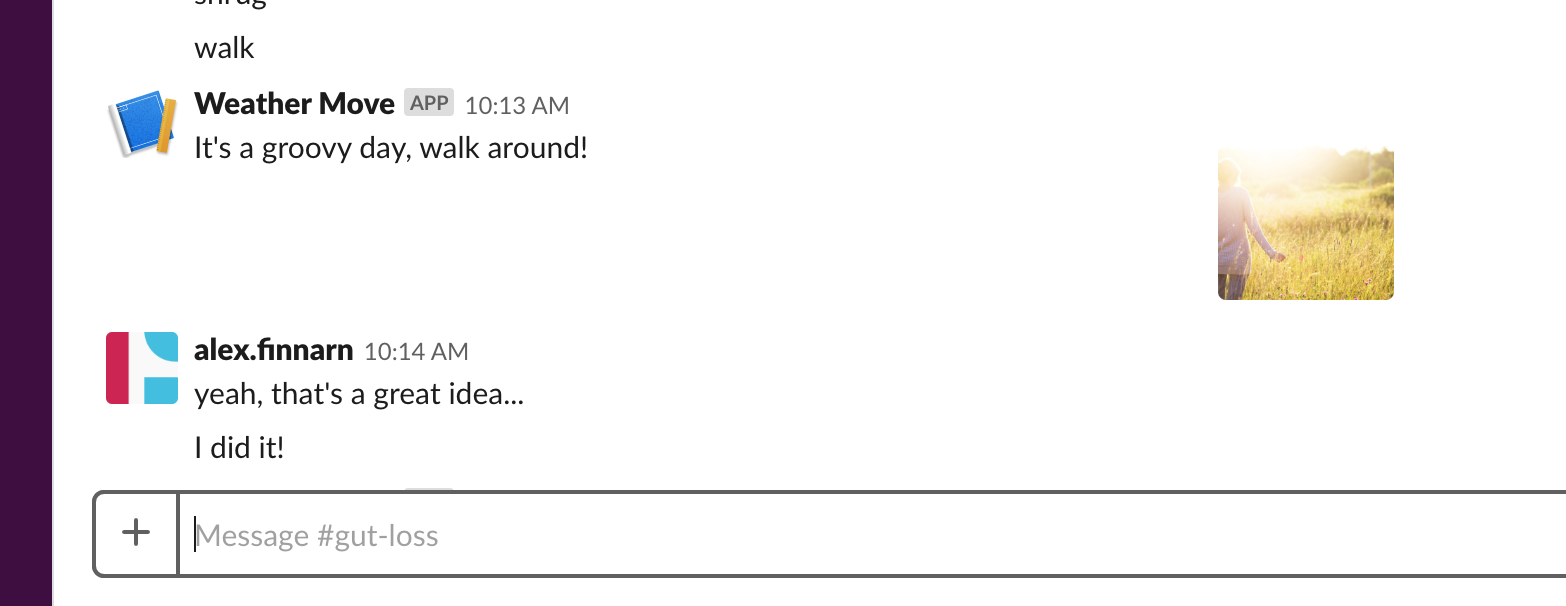 shrug
walk
Weather Move APP 10:13 AM
It's a groovy day, walk around!
alex.finnarn 10:14 AM
yeah, that's a great idea...
I did it!
Message #gut-loss